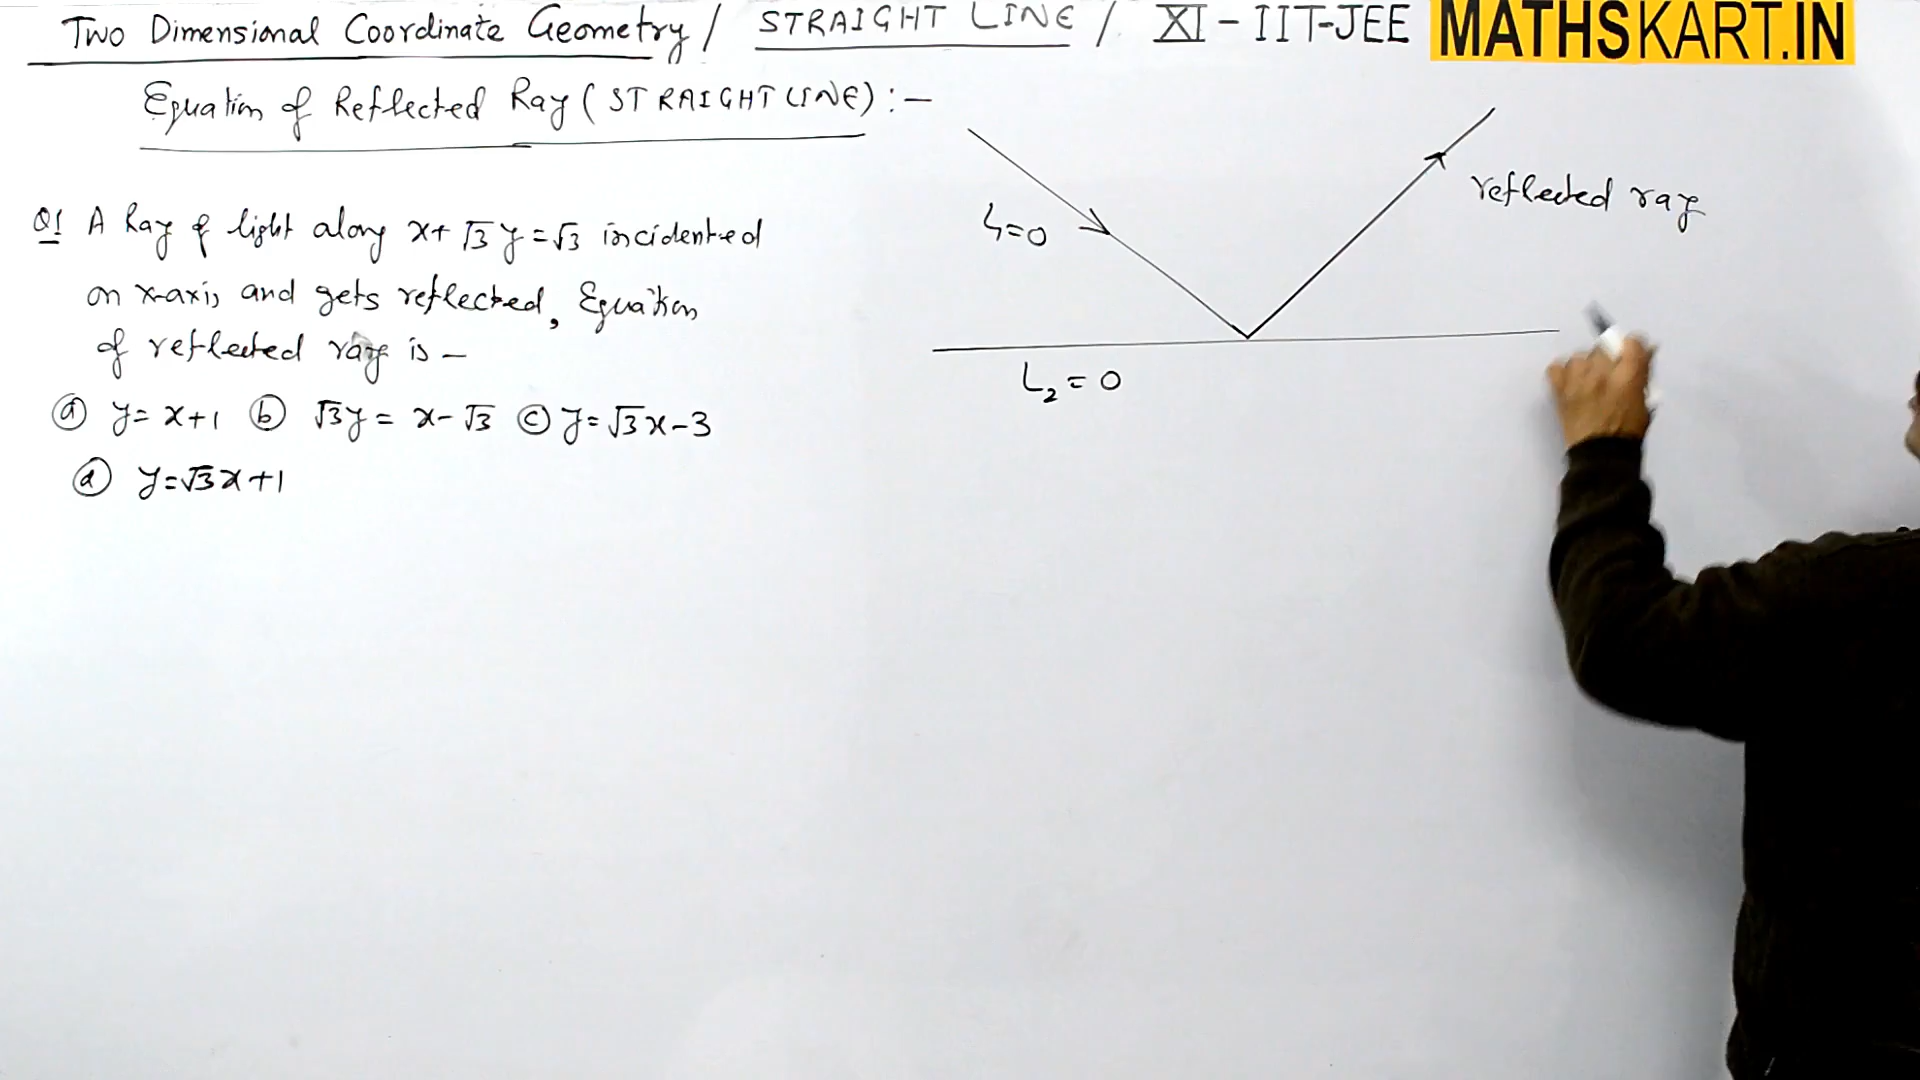 Two Dimensional Coordinate Geometry / STRAIGHT LINE / XI - IIT-JEE MATHSKART.IN
Equation of Reflected Ray (STRAIGHT LINE) :-
Q1 A Ray of light along x+√3y=√3 incidented
on x-axis and gets reflected, Equation
of reflected ray is -
(a) y = x+1 (b) √3y = x-√3 (c) y=√3x-3
(d) y=√3x+1
L₁=0
reflected ray
L₂=0